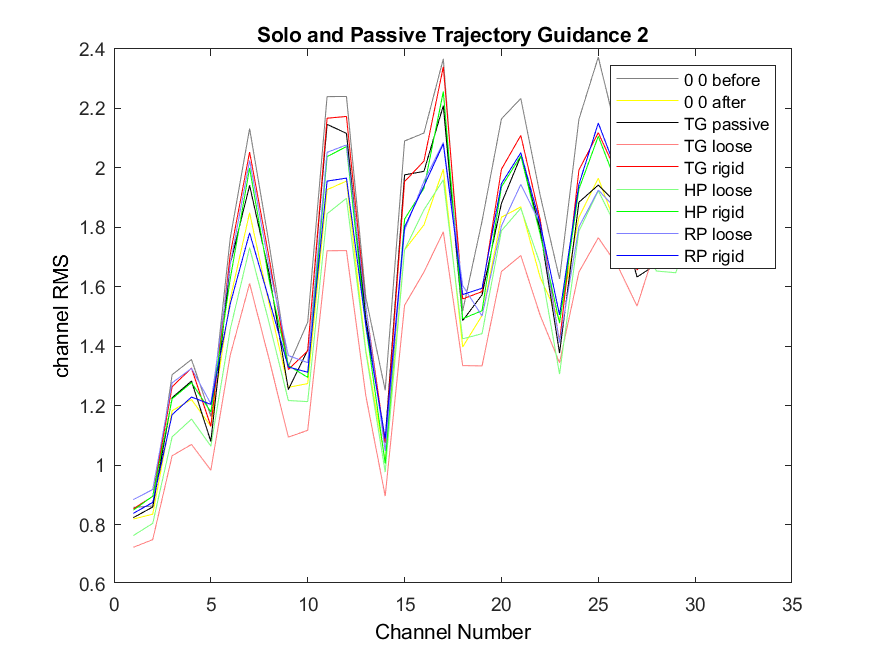 Solo and Passive Trajectory Guidance 2
2.4
2.2
2
1.8
1.6
1.4
1.2
1
0.8
0.6
channel RMS
0 0 before
0 0 after
TG passive
TG loose
TG rigid
HP loose
HP rigid
RP loose
RP rigid
0 5 10 15 20 25 30 35
Channel Number